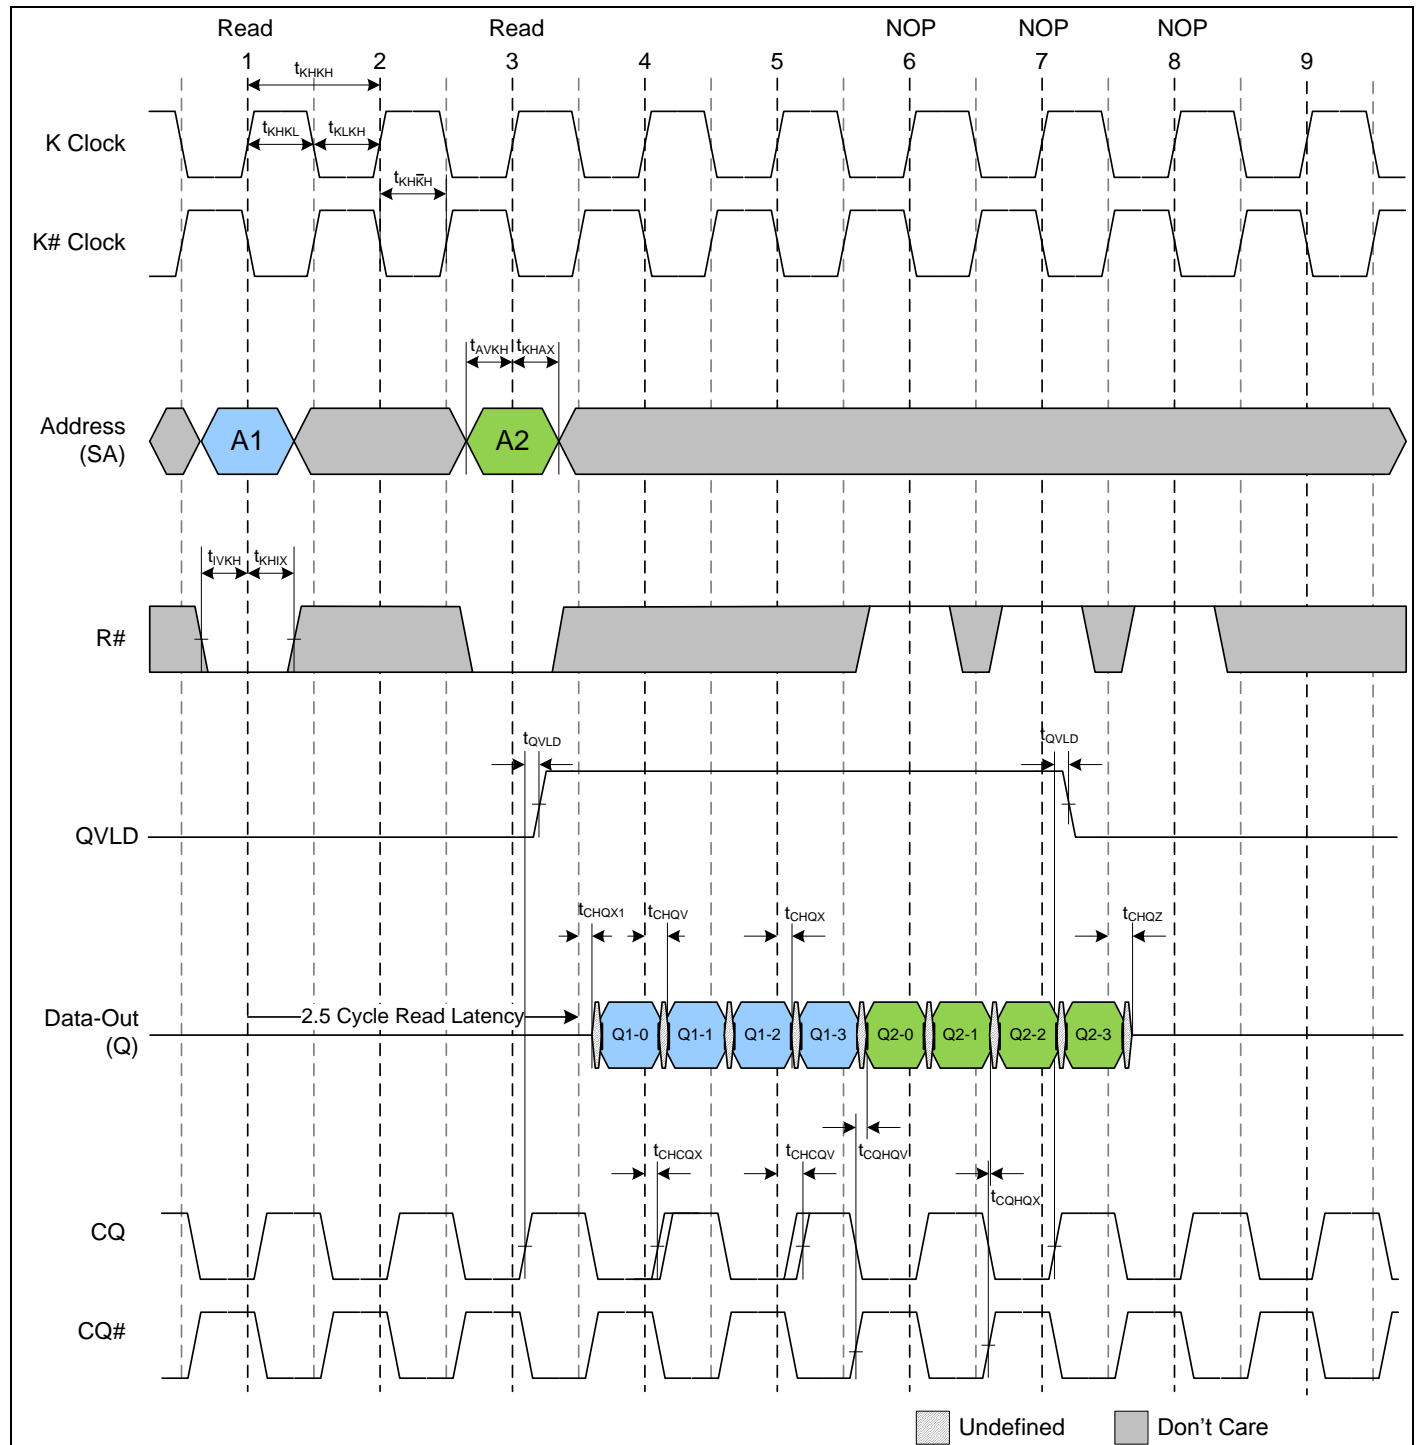 Read Read NOP NOP NOP
1 2 3 4 5 6 7 8 9
tKHKH
K Clock
tKHKL tKLKH
tKHK̅H
K# Clock
tAVKH tKHAX
Address
(SA)
A1 A2
tIVKH tKHIX
R#
tQVLD tQVLD
QVLD
tCHQX1 tCHQV tCHQX tCHQZ
Data-Out
(Q)
2.5 Cycle Read Latency
Q1-0 Q1-1 Q1-2 Q1-3 Q2-0 Q2-1 Q2-2 Q2-3
tCHCQX tCHCQV tCQHQV
tCQHQX
CQ
CQ#
Undefined Don't Care